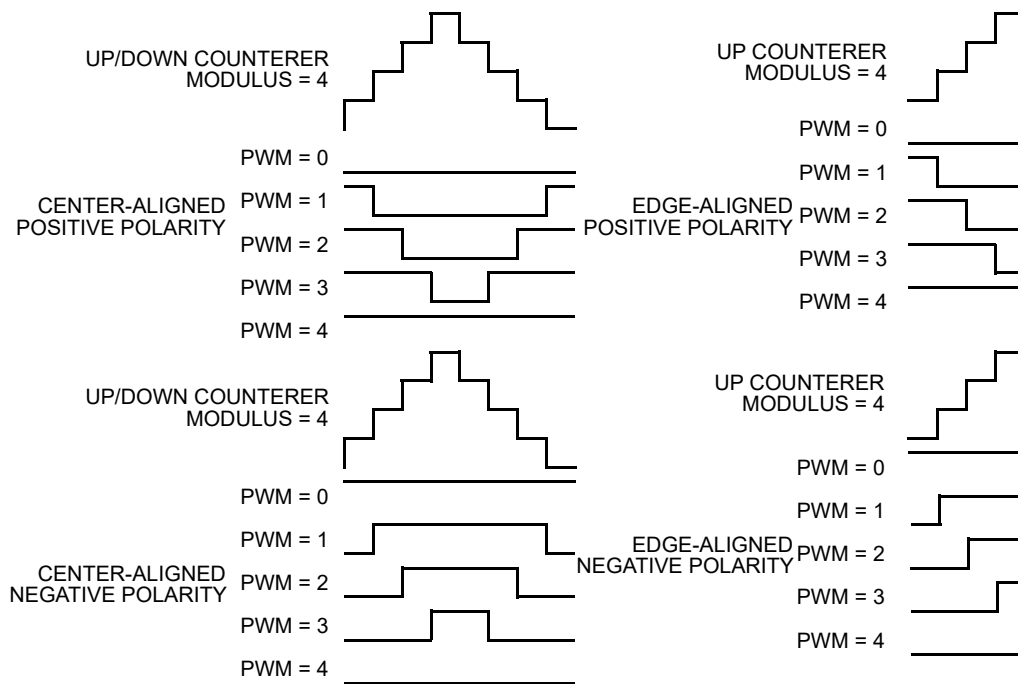 UP/DOWN COUNTERER
MODULUS = 4
PWM = 0
CENTER-ALIGNED
POSITIVE POLARITY
PWM = 1
PWM = 2
PWM = 3
PWM = 4
UP COUNTERER
MODULUS = 4
PWM = 0
PWM = 1
EDGE-ALIGNED
POSITIVE POLARITY
PWM = 2
PWM = 3
PWM = 4
UP/DOWN COUNTERER
MODULUS = 4
PWM = 0
PWM = 1
CENTER-ALIGNED
NEGATIVE POLARITY
PWM = 2
PWM = 3
PWM = 4
UP COUNTERER
MODULUS = 4
PWM = 0
PWM = 1
EDGE-ALIGNED
NEGATIVE POLARITY
PWM = 2
PWM = 3
PWM = 4